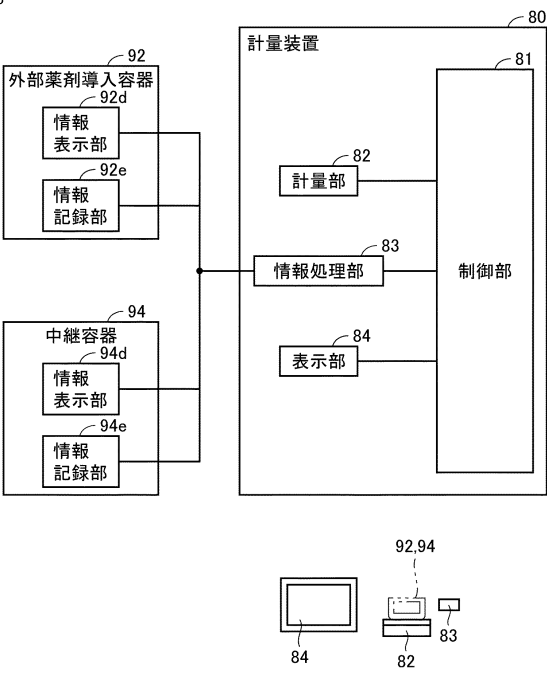 80
計量装置
92
外部薬剤導入容器
92d
情報
表示部
92e
情報
記録部
81
制御部
82
計量部
83
情報処理部
84
表示部
94
中継容器
94d
情報
表示部
94e
情報
記録部
92,94
84
82
83